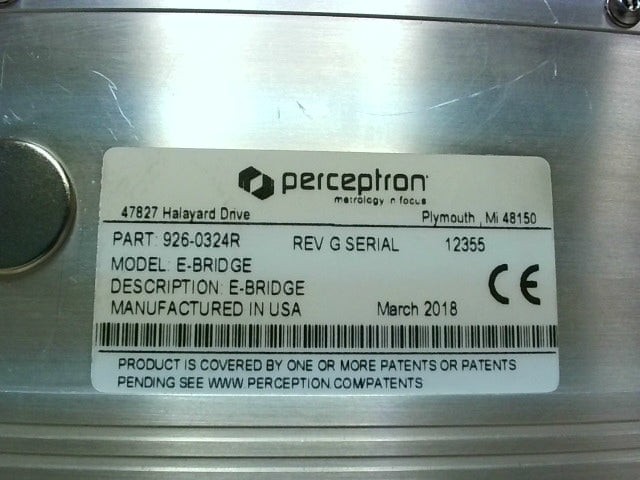 perceptron
metrology n focus
47827 Halayard Drive Plymouth, Mi 48150
PART: 926-0324R REV G SERIAL 12355
MODEL: E-BRIDGE
DESCRIPTION: E-BRIDGE
MANUFACTURED IN USA March 2018
CE
PRODUCT IS COVERED BY ONE OR MORE PATENTS OR PATENTS
PENDING SEE WWW.PERCEPTION.COM/PATENTS